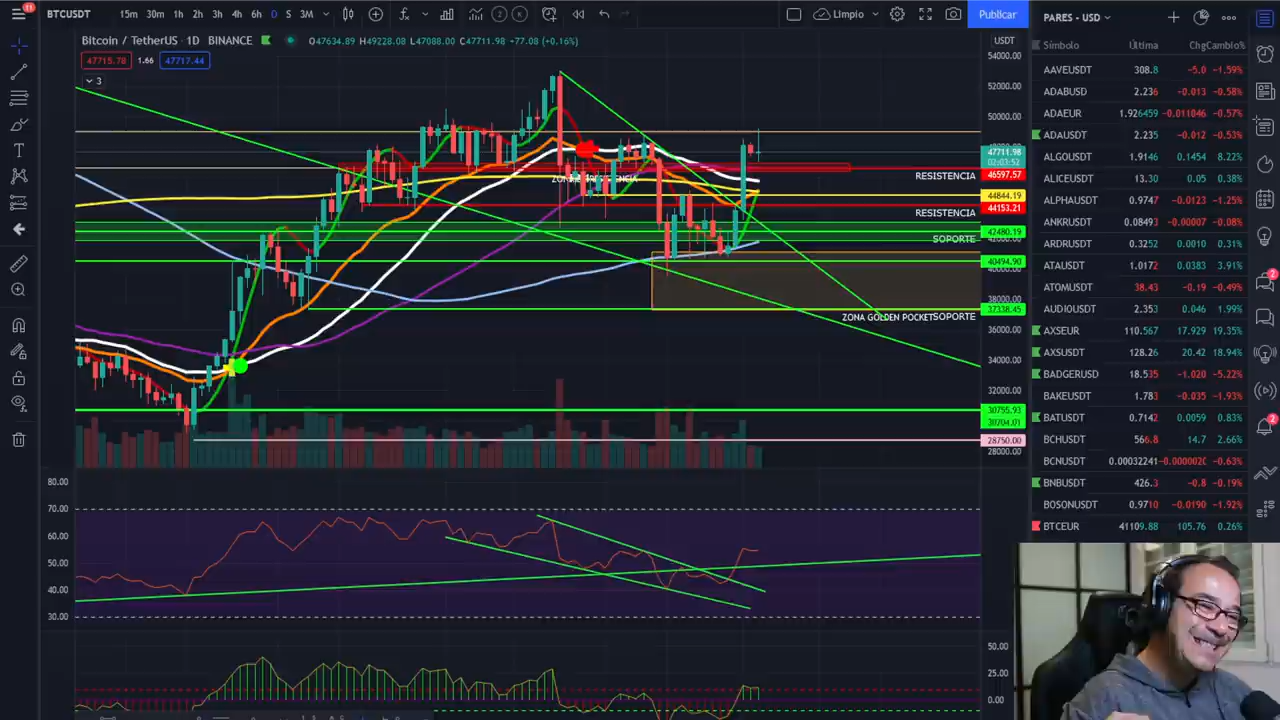 11
BTCUSDT
15m 30m 1h 2h 3h 4h 6h D S 3M
2 K
Limpio
Publicar
Bitcoin / TetherUS · 1D · BINANCE
O47634.89 H49228.08 L47088.00 C47711.98 +77.08 (+0.16%)
47715.78 1.66 47717.44
3
USDT
54000.00
52000.00
50000.00
47711.98
02:03:52
46597.57
44844.19
44153.21
42480.19
40494.90
38000.00
37338.45
36000.00
34000.00
32000.00
30755.93
30704.01
28750.00
28000.00
RESISTENCIA
RESISTENCIA
SOPORTE
ZONA GOLDEN POCKET
SOPORTE
80.00
70.00
60.00
50.00
40.00
30.00
50.00
25.00
0.00
PARES - USD
Símbolo Última Chg Cambio%
AAVEUSDT 308.8 -5.0 -1.59%
ADABUSD 2.236 -0.013 -0.58%
ADAEUR 1.926459 -0.011046 -0.57%
ADAUSDT 2.235 -0.012 -0.53%
ALGOUSDT 1.9146 0.1454 8.22%
ALICEUSDT 13.30 0.05 0.38%
ALPHAUSDT 0.9747 -0.0123 -1.25%
ANKRUSDT 0.08493 -0.00007 -0.08%
ARDRUSDT 0.3252 0.0010 0.31%
ATAUSDT 1.0172 0.0383 3.91%
ATOMUSDT 38.43 -0.19 -0.49%
AUDIOUSDT 2.353 0.046 1.99%
AXSEUR 110.567 17.929 19.35%
AXSUSDT 128.26 20.42 18.94%
BADGERUSD 18.535 -1.020 -5.22%
BAKEUSDT 1.783 -0.035 -1.93%
BATUSDT 0.7142 0.0059 0.83%
BCHUSDT 566.8 14.7 2.66%
BCNUSDT 0.00032241 -0.0000020 -0.63%
BNBUSDT 426.3 -0.8 -0.19%
BOSONUSDT 0.9710 -0.0190 -1.92%
BTCEUR 41109.88 105.76 0.26%
2
2